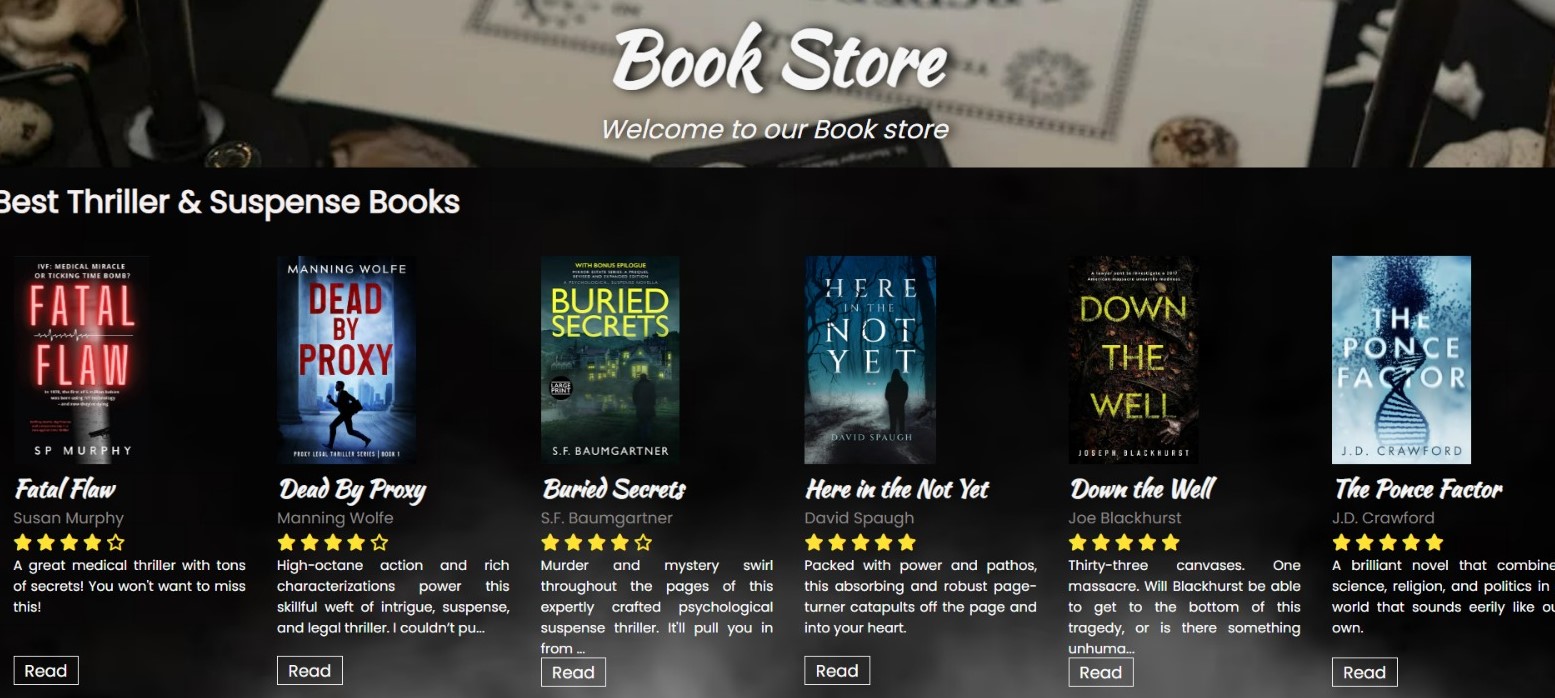 Book Store
Welcome to our Book store
Best Thriller & Suspense Books
IVF: MEDICAL MIRACLE
OR TICKING TIME BOMB?
FATAL
FLAW
SP MURPHY
MANNING WOLFE
DEAD
BY
PROXY
PROXY LEGAL THRILLER SERIES | BOOK 1
WITH BONUS EPILOGUE
BURIED
SECRETS
LARGE
PRINT
S.F. BAUMGARTNER
HERE
IN THE
NOT
YET
DAVID SPAUGH
DOWN
THE
WELL
JOSEPH BLACKHURST
THE
PONCE
FACTOR
J.D. CRAWFORD
Fatal Flaw
Susan Murphy
A great medical thriller with tons
of secrets! You won't want to miss
this!
Read
Dead By Proxy
Manning Wolfe
High-octane action and rich
characterizations power this
skillful weft of intrigue, suspense,
and legal thriller. I couldn't pu...
Read
Buried Secrets
S.F. Baumgartner
Murder and mystery swirl
throughout the pages of this
expertly crafted psychological
suspense thriller. It'll pull you in
from ...
Read
Here in the Not Yet
David Spaugh
Packed with power and pathos,
this absorbing and robust page-
turner catapults off the page and
into your heart.
Read
Down the Well
Joe Blackhurst
Thirty-three canvases. One
massacre. Will Blackhurst be able
to get to the bottom of this
tragedy, or is there something
unhuma...
Read
The Ponce Factor
J.D. Crawford
A brilliant novel that combine
science, religion, and politics in
world that sounds eerily like ou
own.
Read